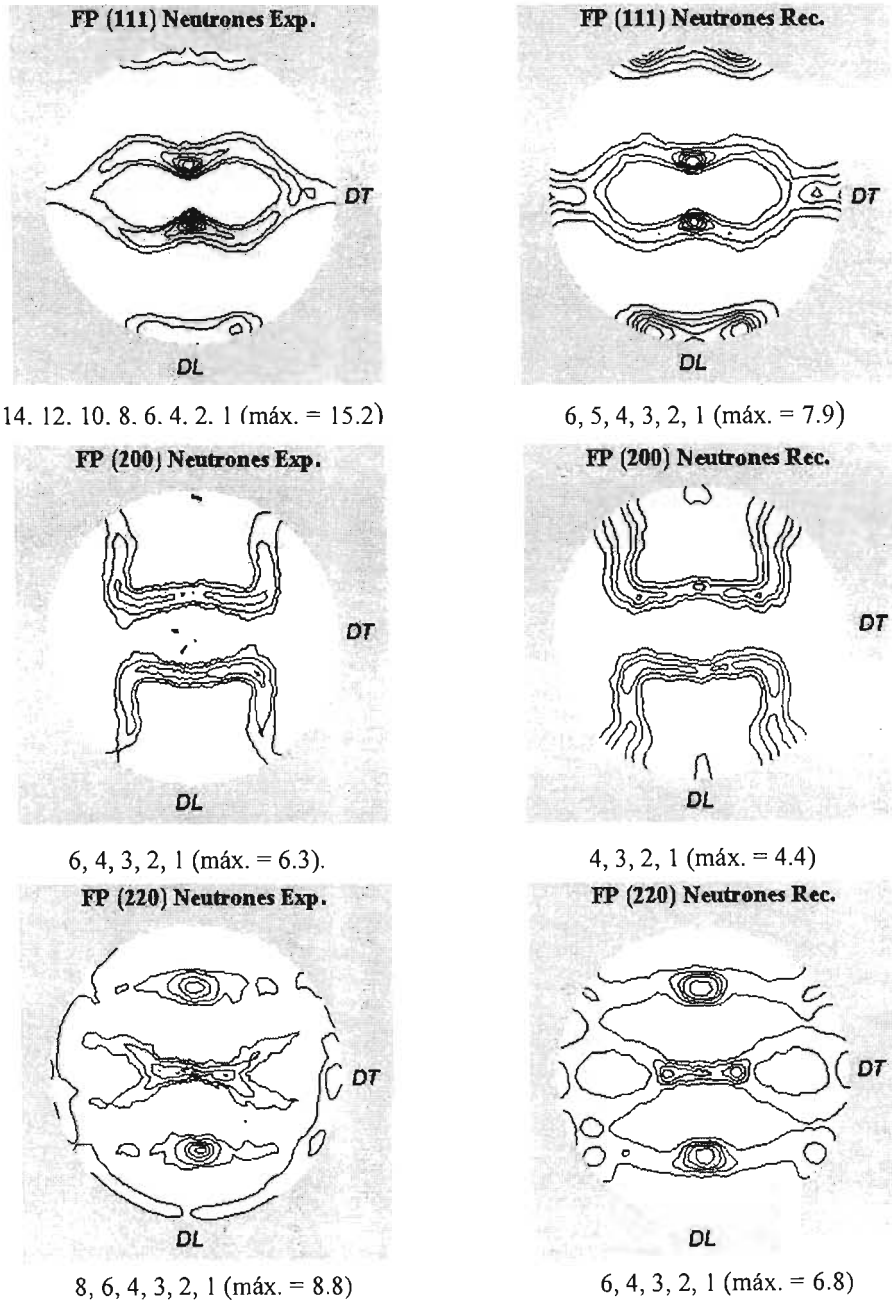 FP (111) Neutrones Exp.
DT
DL
14. 12. 10. 8. 6. 4. 2. 1 (máx. = 15.2)
FP (111) Neutrones Rec.
DT
DL
6, 5, 4, 3, 2, 1 (máx. = 7.9)
FP (200) Neutrones Exp.
DT
DL
6, 4, 3, 2, 1 (máx. = 6.3).
FP (200) Neutrones Rec.
DT
DL
4, 3, 2, 1 (máx. = 4.4)
FP (220) Neutrones Exp.
DT
DL
8, 6, 4, 3, 2, 1 (máx. = 8.8)
FP (220) Neutrones Rec.
DT
DL
6, 4, 3, 2, 1 (máx. = 6.8)